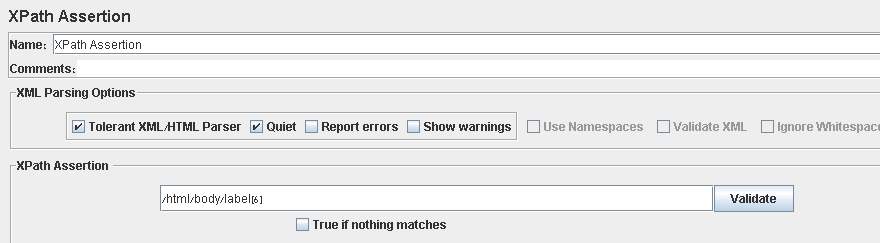 XPath Assertion
Name: XPath Assertion
Comments:
XML Parsing Options
Tolerant XML/HTML Parser Quiet Report errors Show warnings Use Namespaces Validate XML Ignore Whitespac
XPath Assertion
/html/body/label[6] Validate
True if nothing matches